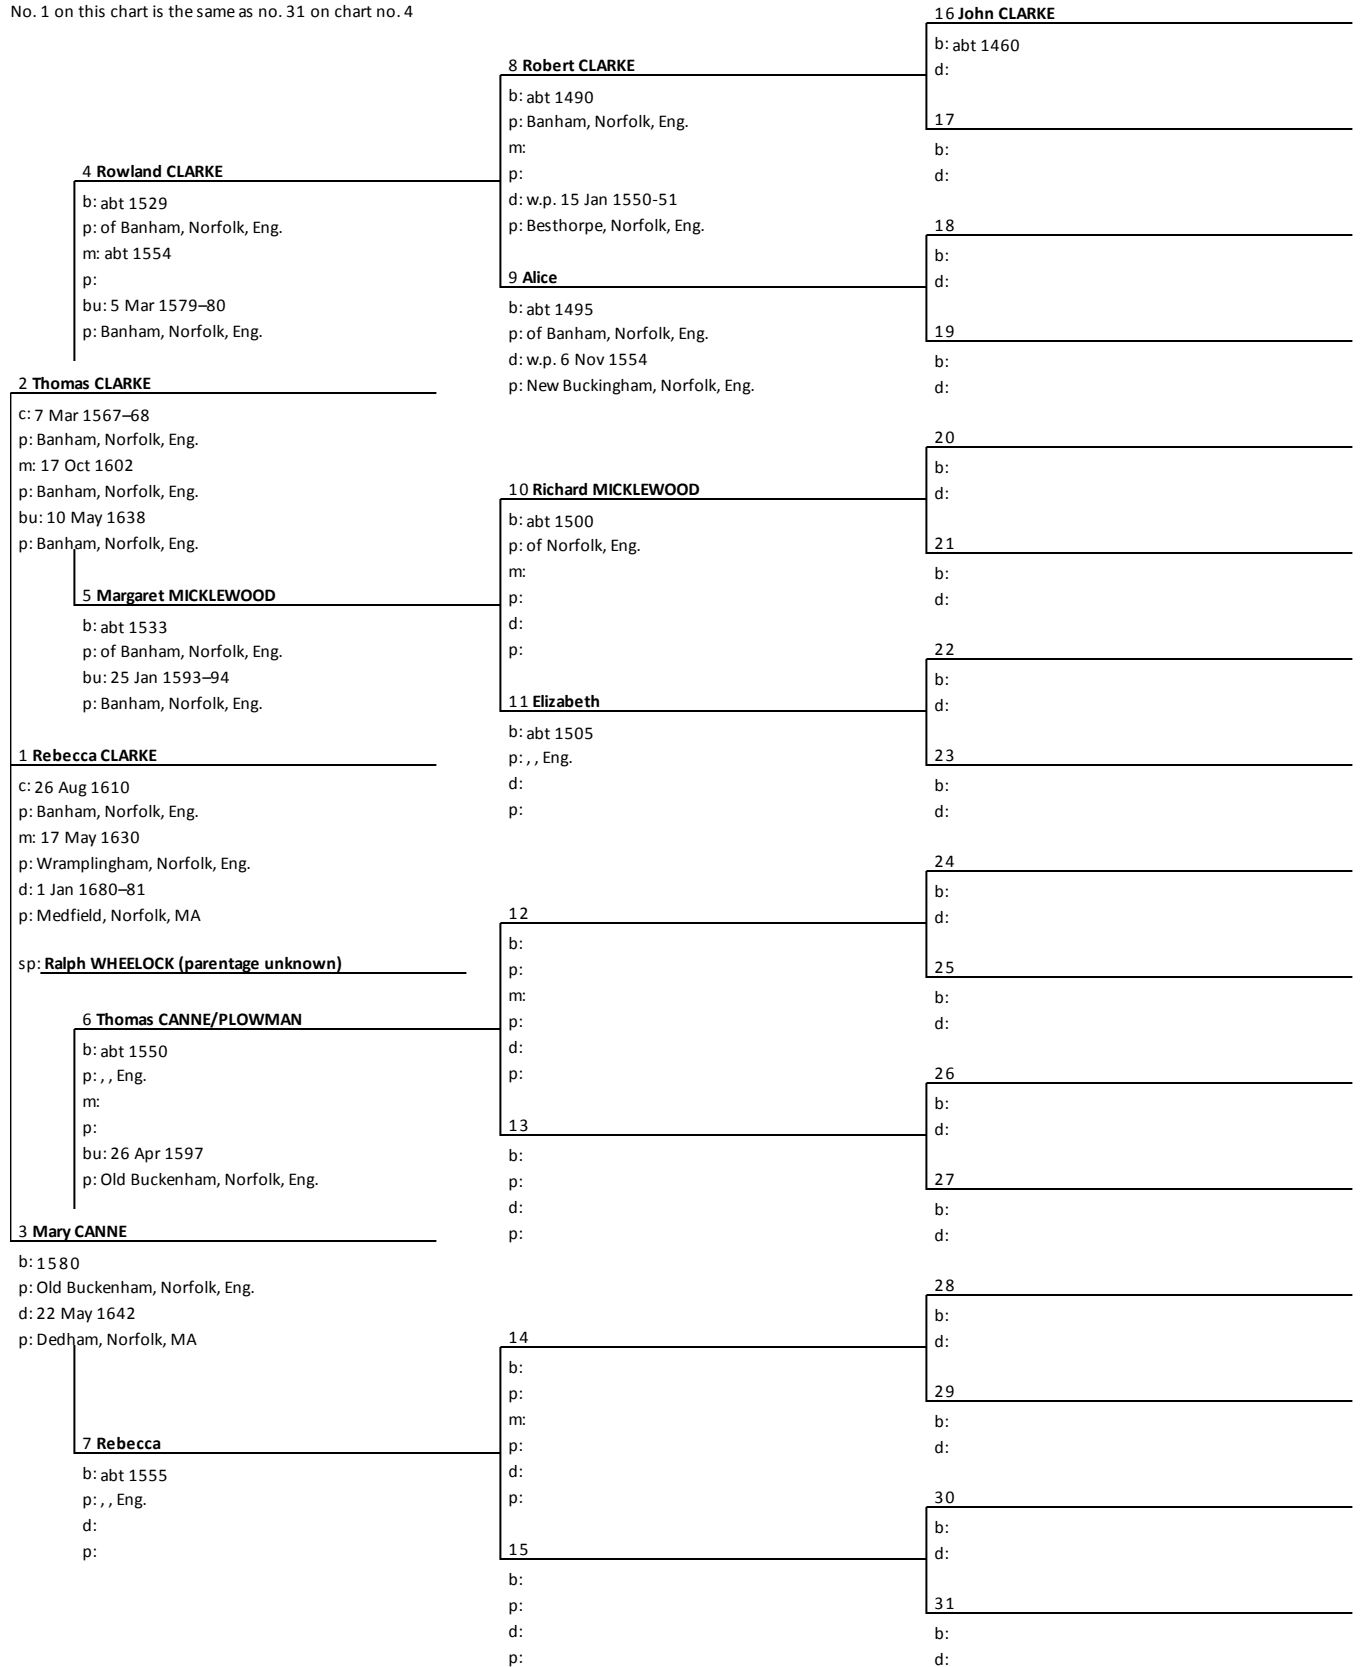 No. 1 on this chart is the same as no. 31 on chart no. 4
16 John CLARKE
b: abt 1460
d:
8 Robert CLARKE
b: abt 1490
p: Banham, Norfolk, Eng.
m:
p:
d: w.p. 15 Jan 1550-51
p: Besthorpe, Norfolk, Eng.
17
b:
d:
4 Rowland CLARKE
b: abt 1529
p: of Banham, Norfolk, Eng.
m: abt 1554
p:
bu: 5 Mar 1579–80
p: Banham, Norfolk, Eng.
18
b:
d:
9 Alice
b: abt 1495
p: of Banham, Norfolk, Eng.
d: w.p. 6 Nov 1554
p: New Buckingham, Norfolk, Eng.
19
b:
d:
2 Thomas CLARKE
c: 7 Mar 1567–68
p: Banham, Norfolk, Eng.
m: 17 Oct 1602
p: Banham, Norfolk, Eng.
bu: 10 May 1638
p: Banham, Norfolk, Eng.
20
b:
d:
10 Richard MICKLEWOOD
b: abt 1500
p: of Norfolk, Eng.
m:
p:
d:
p:
21
b:
d:
5 Margaret MICKLEWOOD
b: abt 1533
p: of Banham, Norfolk, Eng.
bu: 25 Jan 1593–94
p: Banham, Norfolk, Eng.
22
b:
d:
11 Elizabeth
b: abt 1505
p: , , Eng.
d:
p:
23
b:
d:
1 Rebecca CLARKE
c: 26 Aug 1610
p: Banham, Norfolk, Eng.
m: 17 May 1630
p: Wramplingham, Norfolk, Eng.
d: 1 Jan 1680–81
p: Medfield, Norfolk, MA
sp: Ralph WHEELOCK (parentage unknown)
24
b:
d:
12
b:
p:
m:
p:
d:
p:
25
b:
d:
6 Thomas CANNE/PLOWMAN
b: abt 1550
p: , , Eng.
m:
p:
bu: 26 Apr 1597
p: Old Buckenham, Norfolk, Eng.
26
b:
d:
13
b:
p:
d:
p:
27
b:
d:
3 Mary CANNE
b: 1580
p: Old Buckenham, Norfolk, Eng.
d: 22 May 1642
p: Dedham, Norfolk, MA
28
b:
d:
14
b:
p:
m:
p:
d:
p:
29
b:
d:
7 Rebecca
b: abt 1555
p: , , Eng.
d:
p:
30
b:
d:
15
b:
p:
d:
p:
31
b:
d: